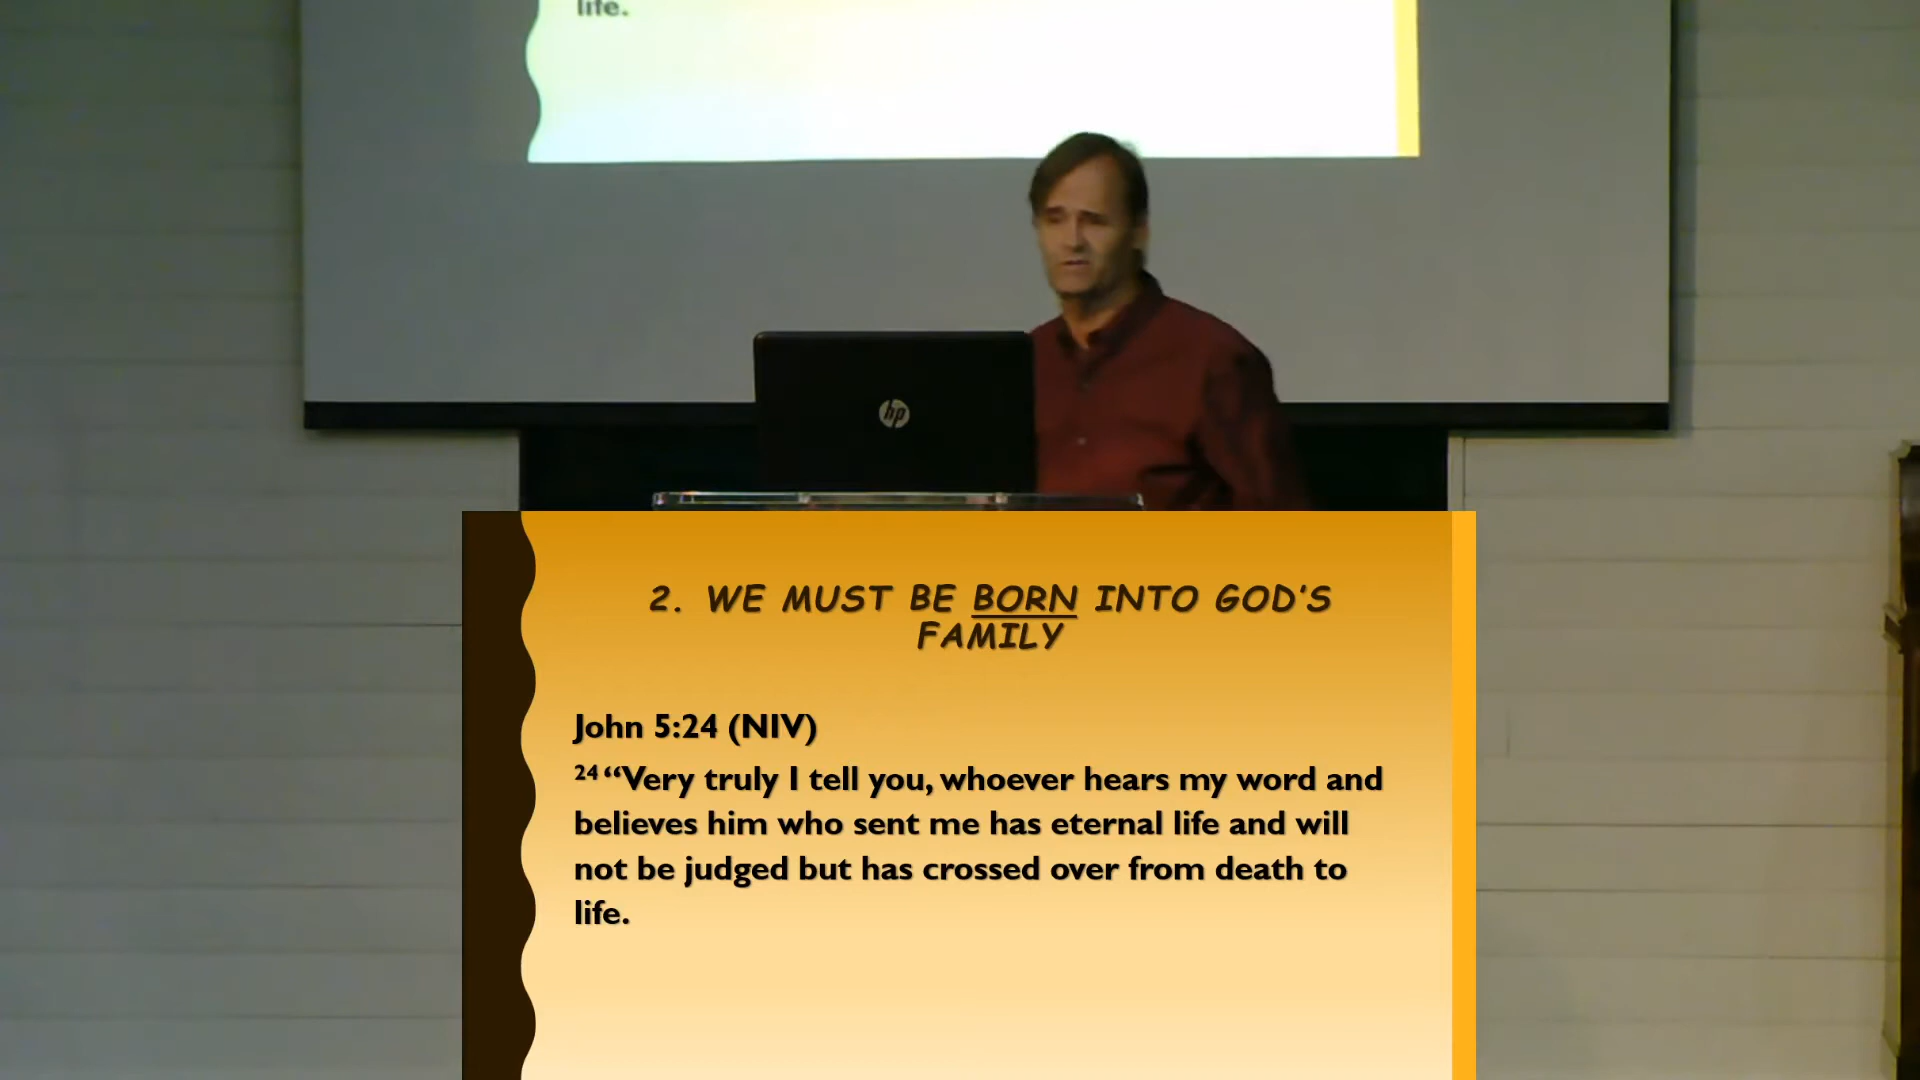 life.
hp
2. WE MUST BE BORN INTO GOD'S
FAMILY
John 5:24 (NIV)
24 “Very truly I tell you, whoever hears my word and
believes him who sent me has eternal life and will
not be judged but has crossed over from death to
life.